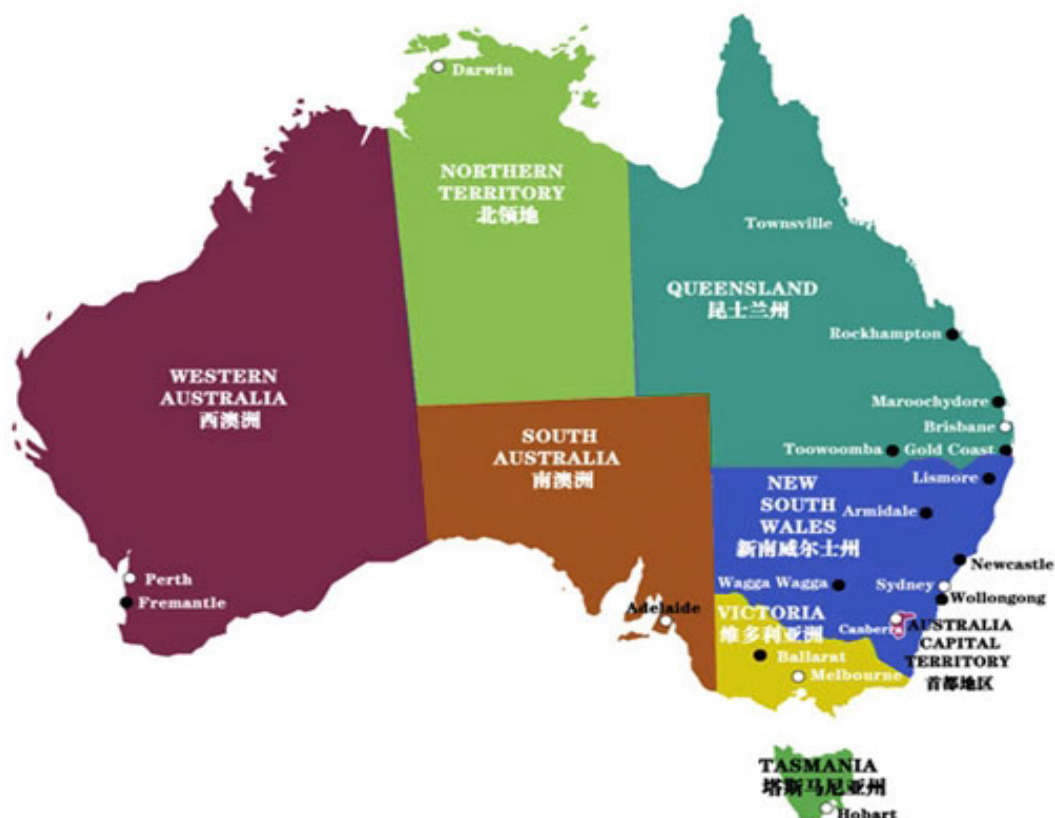 Darwin
NORTHERN
TERRITORY
北领地
Townsville
QUEENSLAND
昆士兰州
Rockhampton
WESTERN
AUSTRALIA
西澳洲
Maroochydore
Brisbane
SOUTH
AUSTRALIA
南澳洲
Toowoomba
Gold Coast
NEW
SOUTH
WALES
新南威尔士州
Lismore
Armidale
Newcastle
Perth
Fremantle
Wagga Wagga
Sydney
Wollongong
Adelaide
VICTORIA
维多利亚洲
Canberra
AUSTRALIA
CAPITAL
TERRITORY
首都地区
Ballarat
Melbourne
TASMANIA
塔斯马尼亚州
Hobart